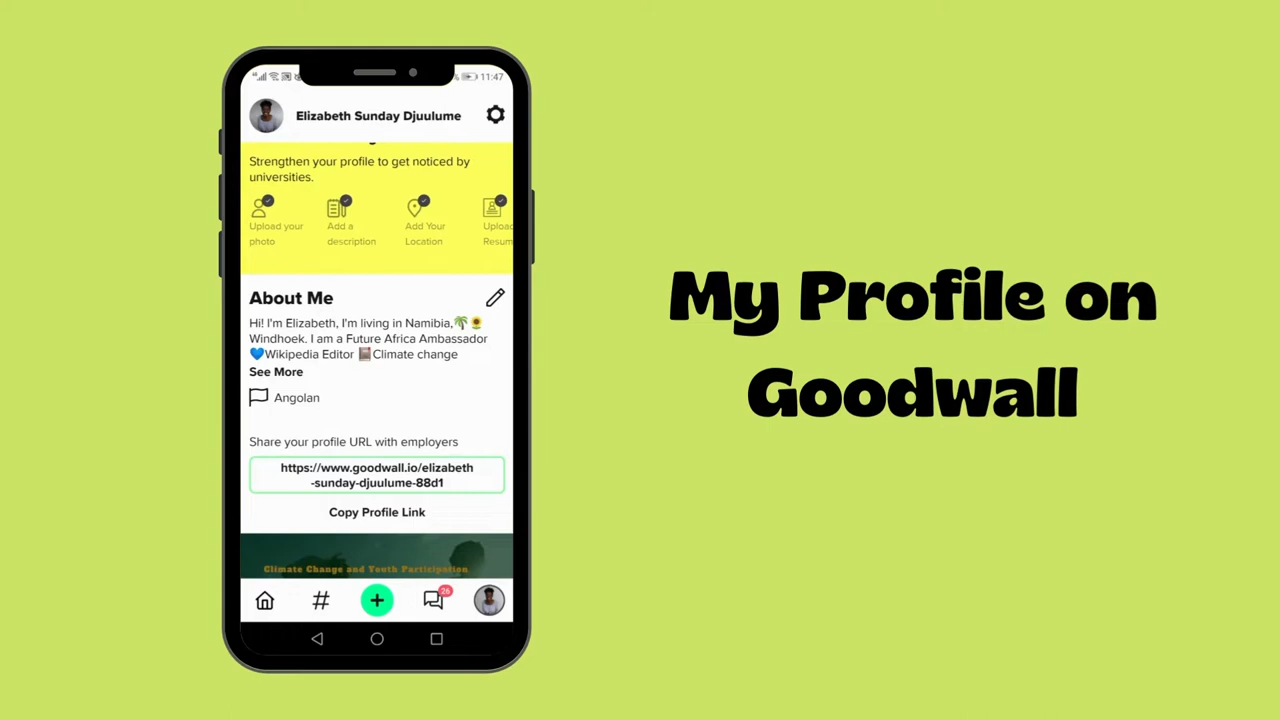 11:47
Elizabeth Sunday Djuulume
Strengthen your profile to get noticed by
universities.
Upload your
photo
Add a
description
Add Your
Location
Upload
Resum
About Me
Hi! I'm Elizabeth, I'm living in Namibia,🌴🌻
Windhoek. I am a Future Africa Ambassador
💙Wikipedia Editor 📔Climate change
See More
Angolan
Share your profile URL with employers
https://www.goodwall.io/elizabeth
-sunday-djuulume-88d1
Copy Profile Link
Climate Change and Youth Participation
26
My Profile on
Goodwall